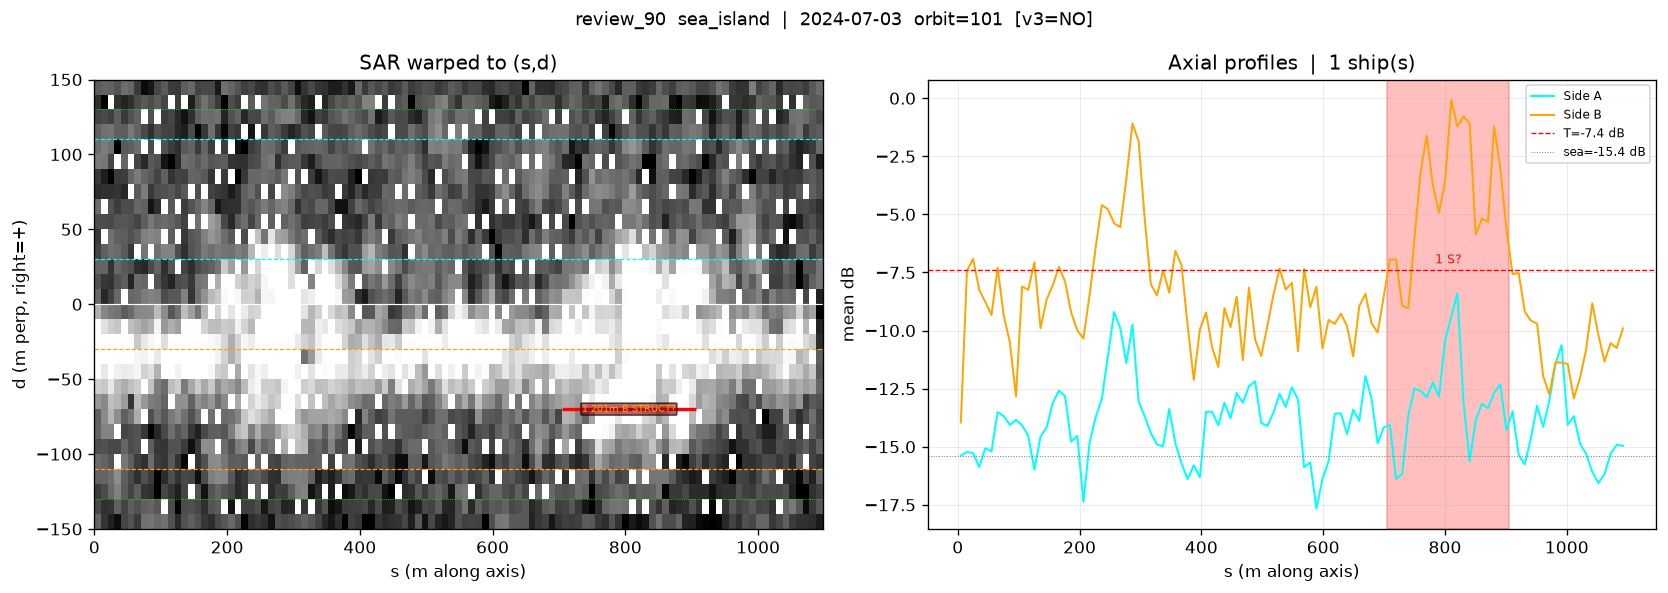 review_90  sea_island  |  2024-07-03  orbit=101  [v3=NO]
SAR warped to (s,d)
d (m perp, right=+)
150
100
50
0
−50
−100
−150
0 200 400 600 800 1000
s (m along axis)
Axial profiles  |  1 ship(s)
mean dB
0.0
−2.5
−5.0
−7.5
−10.0
−12.5
−15.0
−17.5
0 200 400 600 800 1000
s (m along axis)
Side A
Side B
T=-7.4 dB
sea=-15.4 dB
1 S?